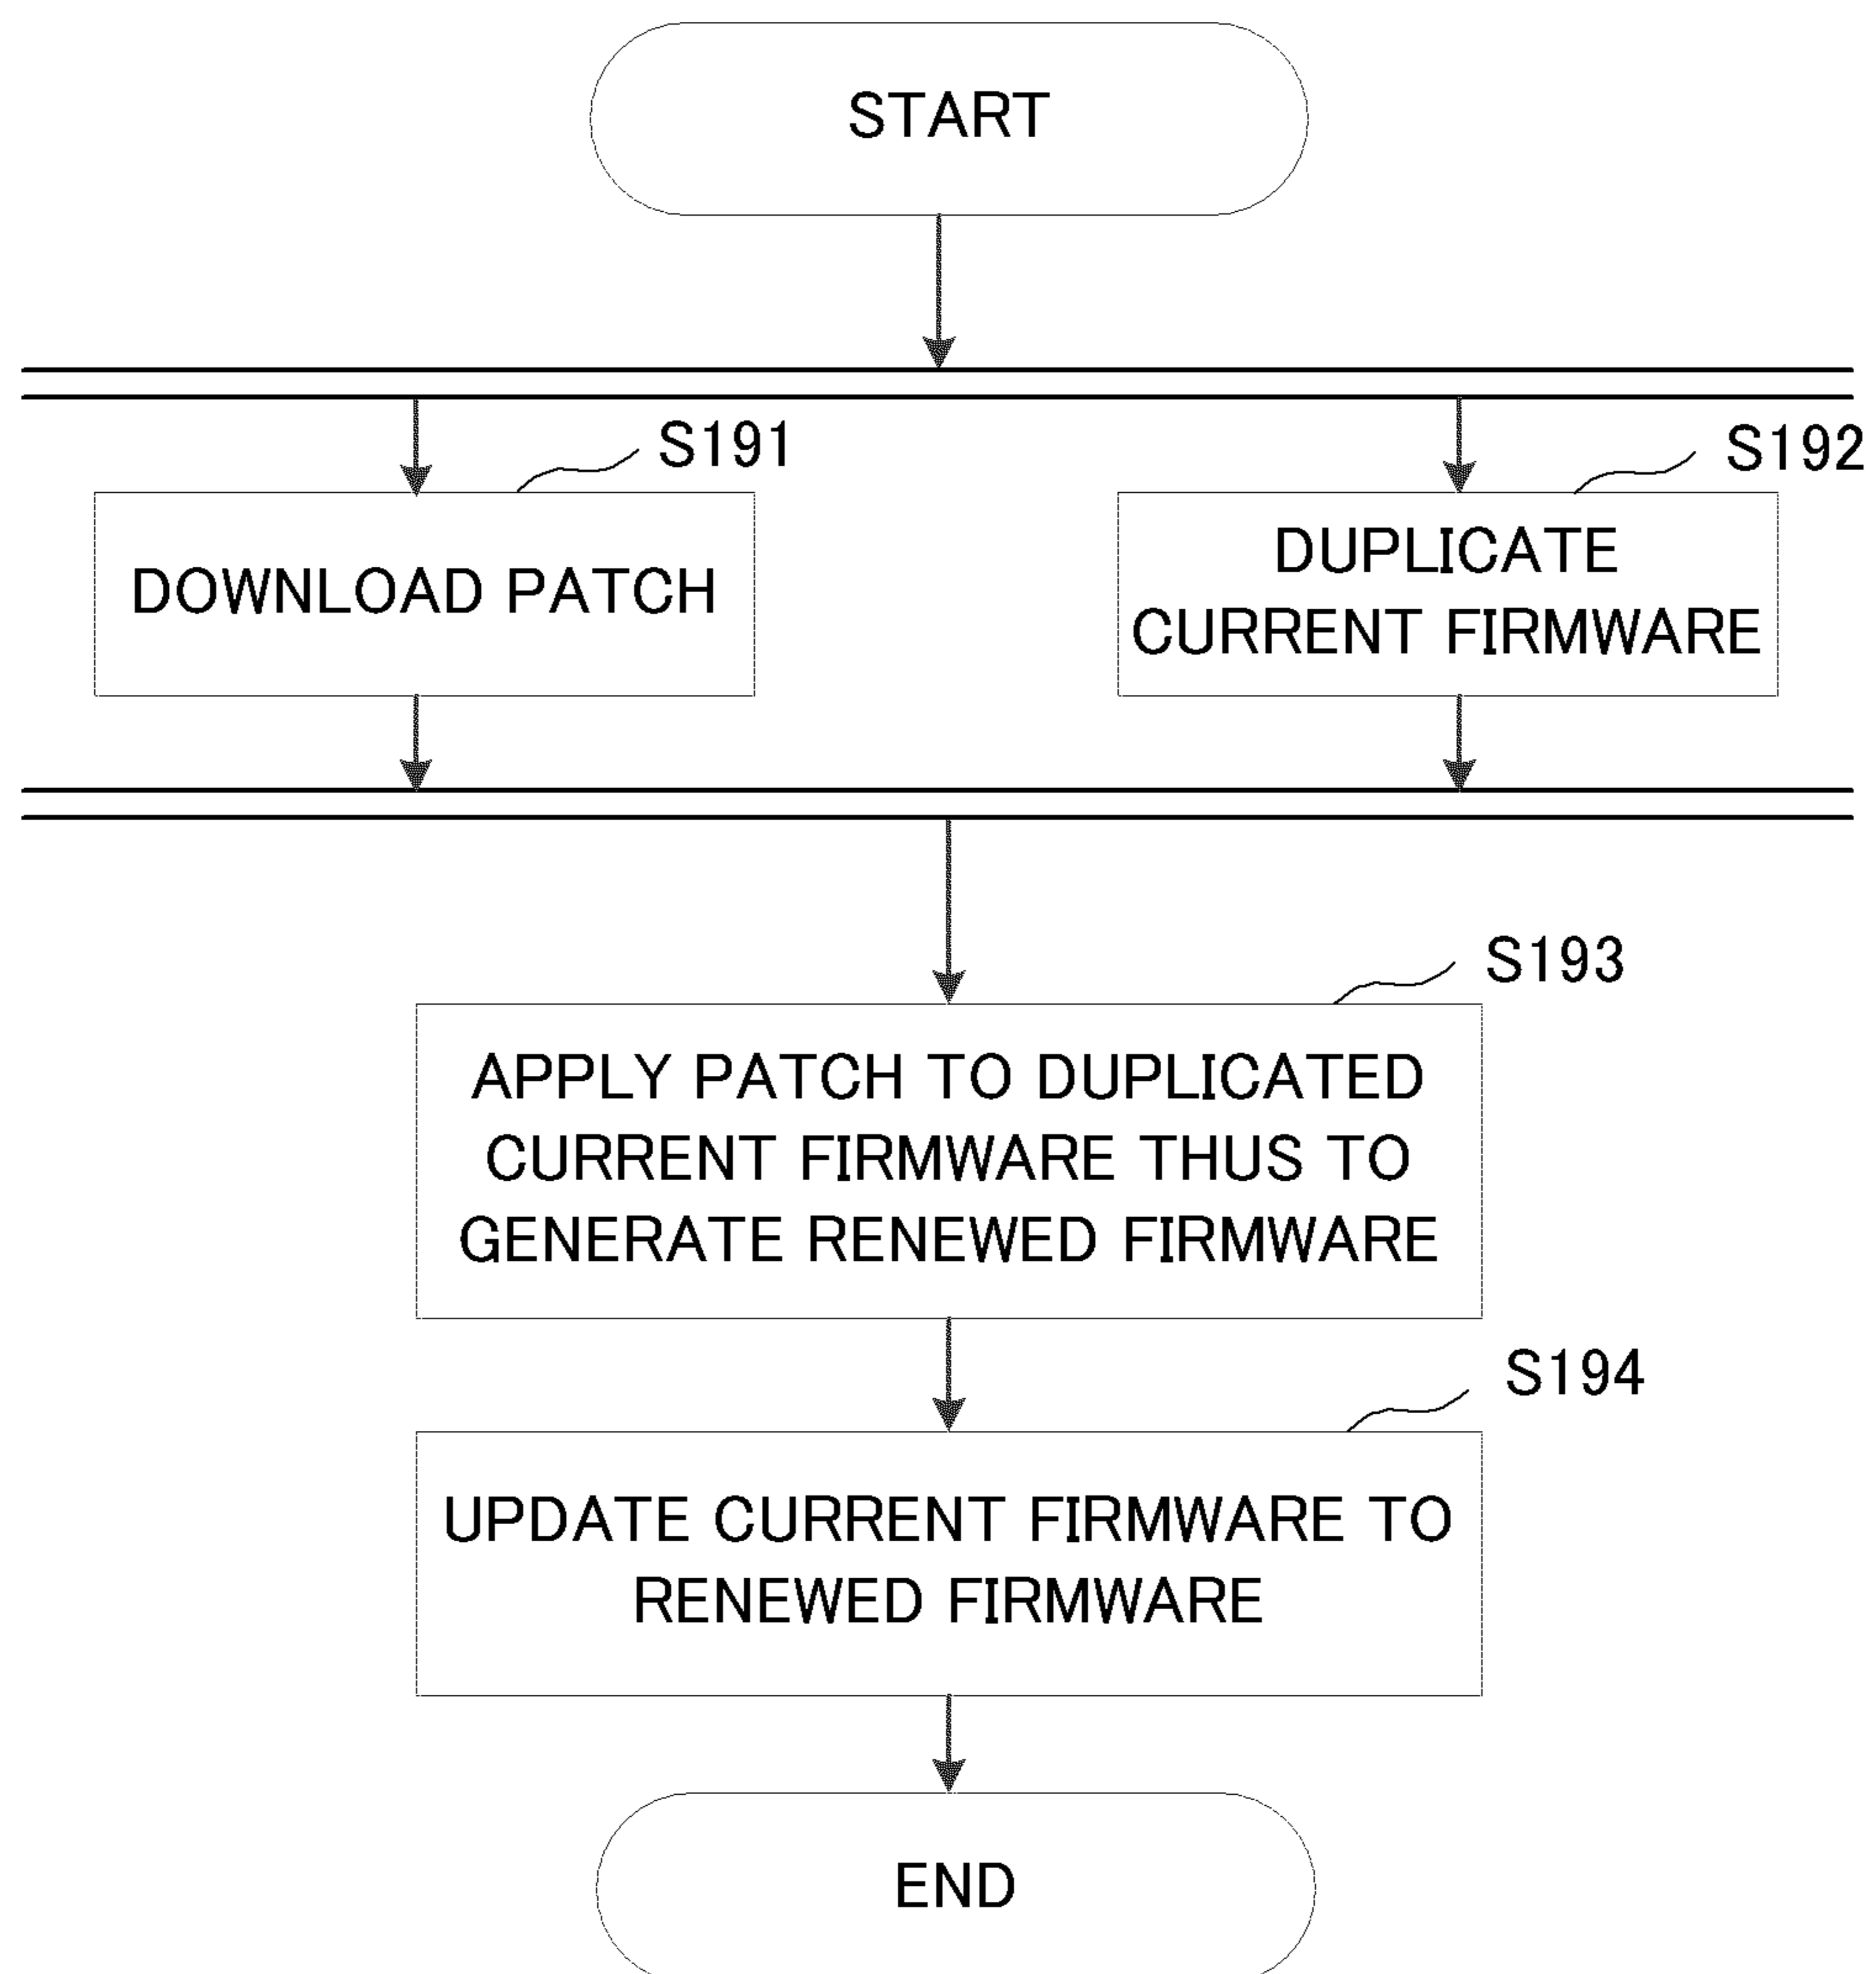 START
S191
S192
DOWNLOAD PATCH
DUPLICATE
CURRENT FIRMWARE
S193
APPLY PATCH TO DUPLICATED
CURRENT FIRMWARE THUS TO
GENERATE RENEWED FIRMWARE
S194
UPDATE CURRENT FIRMWARE TO
RENEWED FIRMWARE
END